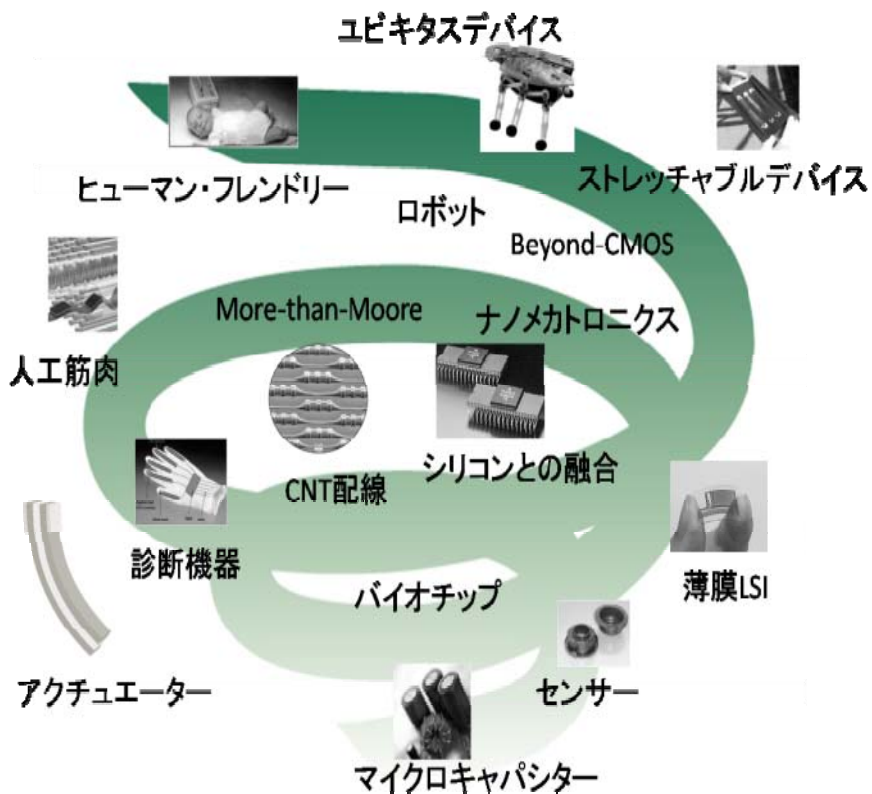 ユビキタスデバイス
ヒューマン・フレンドリー
ストレッチャブルデバイス
ロボット
Beyond-CMOS
More-than-Moore
ナノメカトロニクス
人工筋肉
CNT配線
シリコンとの融合
診断機器
薄膜LSI
バイオチップ
アクチュエーター
センサー
マイクロキャパシター